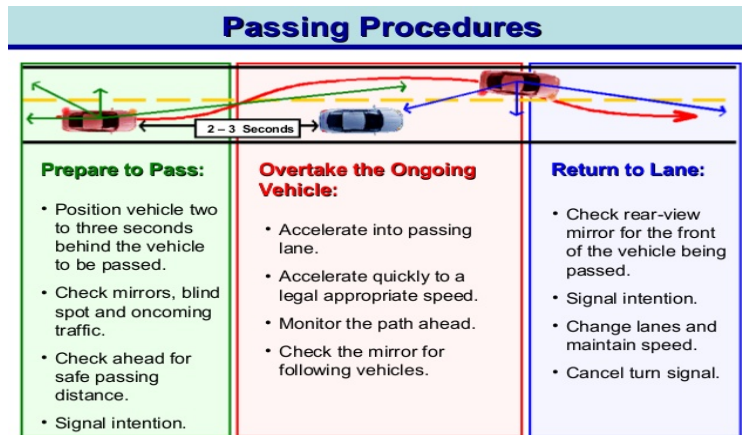 Passing Procedures
2 – 3 Seconds
Prepare to Pass:
• Position vehicle two
to three seconds
behind the vehicle
to be passed.
• Check mirrors, blind
spot and oncoming
traffic.
• Check ahead for
safe passing
distance.
• Signal intention.
Overtake the Ongoing
Vehicle:
• Accelerate into passing
lane.
• Accelerate quickly to a
legal appropriate speed.
• Monitor the path ahead.
• Check the mirror for
following vehicles.
Return to Lane:
• Check rear-view
mirror for the front
of the vehicle being
passed.
• Signal intention.
• Change lanes and
maintain speed.
• Cancel turn signal.